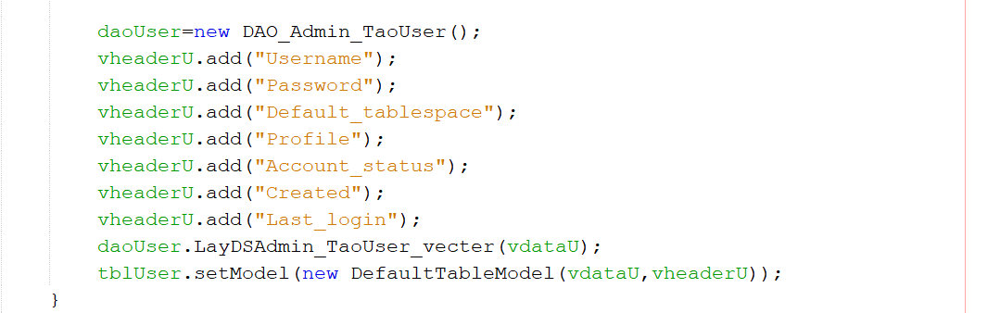 daoUser=new DAO_Admin_TaoUser();
vheaderU.add("Username");
vheaderU.add("Password");
vheaderU.add("Default_tablespace");
vheaderU.add("Profile");
vheaderU.add("Account_status");
vheaderU.add("Created");
vheaderU.add("Last_login");
daoUser.LayDSAdmin_TaoUser_vecter(vdataU);
tblUser.setModel(new DefaultTableModel(vdataU,vheaderU));
}